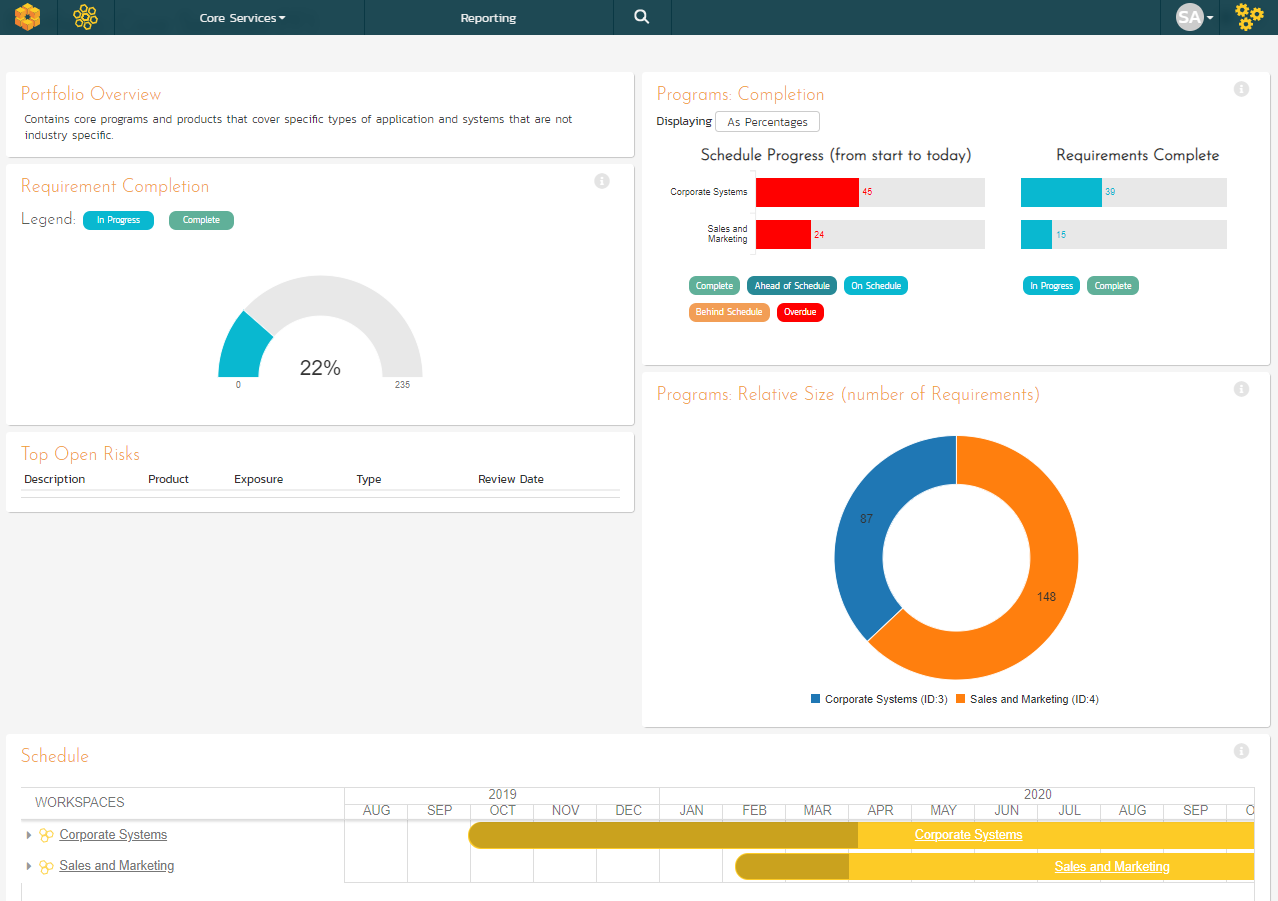 Core Services
Reporting
SA
Portfolio Overview
Contains core programs and products that cover specific types of application and systems that are not
industry specific.
Requirement Completion
Legend: In Progress Complete
22%
0 235
Top Open Risks
Description Product Exposure Type Review Date
Programs: Completion
Displaying As Percentages
Schedule Progress (from start to today) Requirements Complete
Corporate Systems 45 39
Sales and
Marketing 24 15
Complete Ahead of Schedule On Schedule In Progress Complete
Behind Schedule Overdue
Programs: Relative Size (number of Requirements)
87
148
Corporate Systems (ID:3) Sales and Marketing (ID:4)
Schedule
WORKSPACES 2019 2020
AUG SEP OCT NOV DEC JAN FEB MAR APR MAY JUN JUL AUG SEP O
Corporate Systems Corporate Systems
Sales and Marketing Sales and Marketing